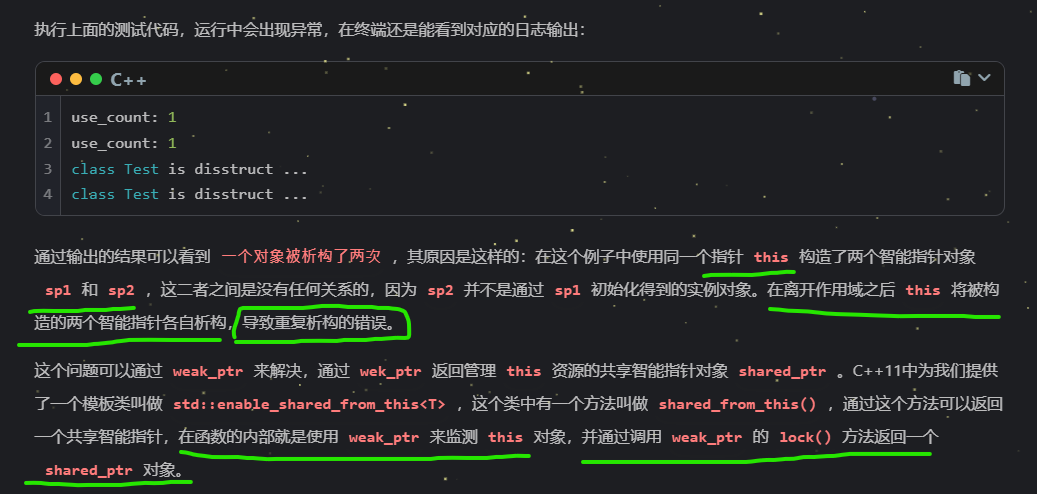 执行上面的测试代码，运行中会出现异常，在终端还是能看到对应的日志输出：
C++
1 use_count: 1
2 use_count: 1
3 class Test is disstruct ...
4 class Test is disstruct ...
通过输出的结果可以看到 一个对象被析构了两次 ，其原因是这样的：在这个例子中使用同一个指针 this 构造了两个智能指针对象
sp1 和 sp2 ，这二者之间是没有任何关系的，因为 sp2 并不是通过 sp1 初始化得到的实例对象。在离开作用域之后 this 将被构
造的两个智能指针各自析构，导致重复析构的错误。
这个问题可以通过 weak_ptr 来解决，通过 wek_ptr 返回管理 this 资源的共享智能指针对象 shared_ptr 。C++11中为我们提供
了一个模板类叫做 std::enable_shared_from_this<T> ，这个类中有一个方法叫做 shared_from_this() ，通过这个方法可以返回
一个共享智能指针，在函数的内部就是使用 weak_ptr 来监测 this 对象，并通过调用 weak_ptr 的 lock() 方法返回一个
shared_ptr 对象。